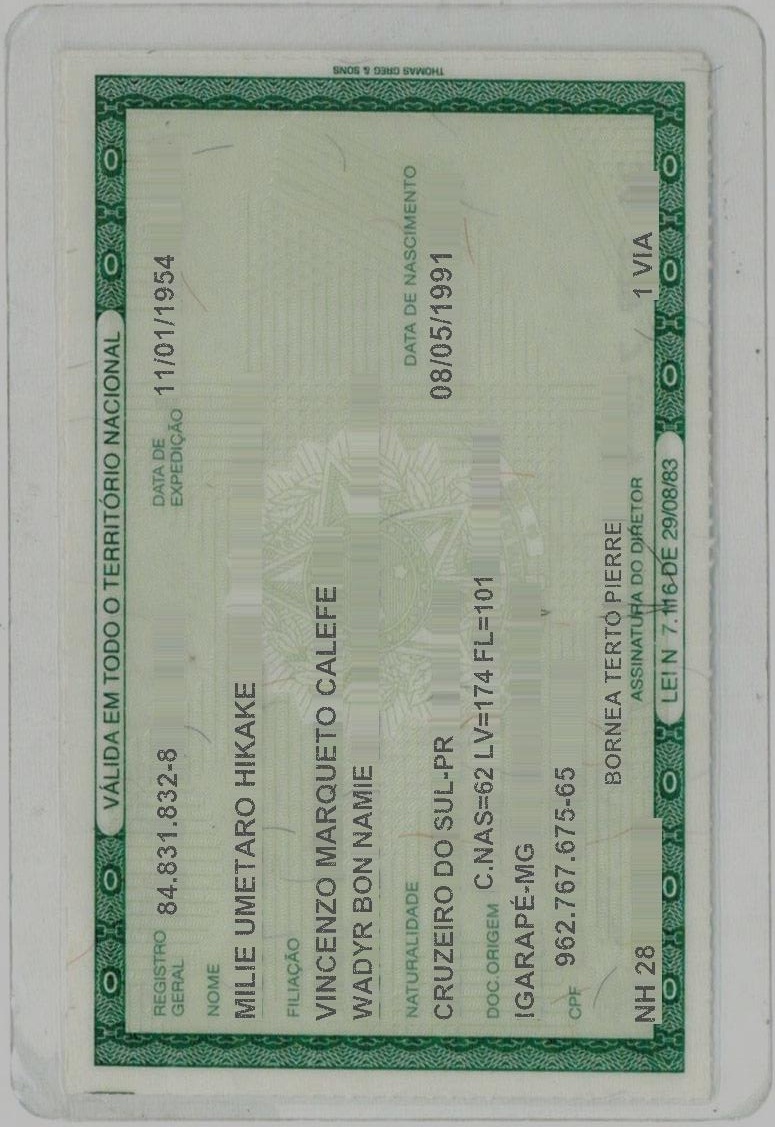 THOMAS GREG & SONS
VÁLIDA EM TODO O TERRITÓRIO NACIONAL
REGISTRO GERAL 84.831.832-8 DATA DE EXPEDIÇÃO 11/01/1954
NOME
MILIE UMETARO HIKAKE
FILIAÇÃO
VINCENZO MARQUETO CALEFE
WADYR BON NAMIE
NATURALIDADE DATA DE NASCIMENTO
CRUZEIRO DO SUL-PR 08/05/1991
DOC.ORIGEM C.NAS=62 LV=174 FL=101
IGARAPÉ-MG
CPF 962.767.675-65
BORNEA TERTO PIERRE
NH 28 ASSINATURA DO DIRETOR 1 VIA
LEI N 7.116 DE 29/08/83